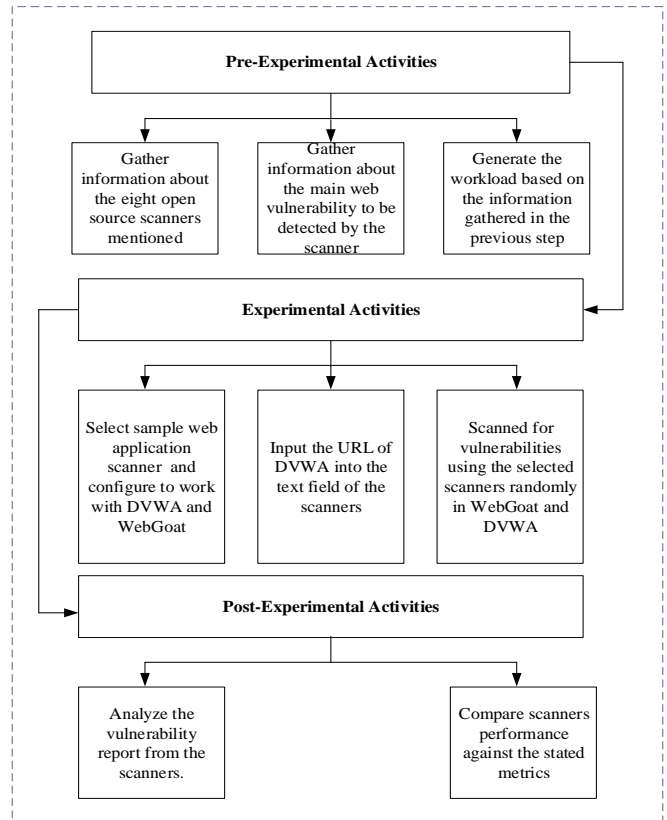 Pre-Experimental Activities
Gather
information about
the eight open
source scanners
mentioned
Gather
information about
the main web
vulnerability to be
detected by the
scanner
Generate the
workload based on
the information
gathered in the
previous step
Experimental Activities
Select sample web
application
scanner and
configure to work
with DVWA and
WebGoat
Input the URL of
DVWA into the
text field of the
scanners
Scanned for
vulnerabilities
using the selected
scanners randomly
in WebGoat and
DVWA
Post-Experimental Activities
Analyze the
vulnerability
report from the
scanners.
Compare scanners
performance
against the stated
metrics